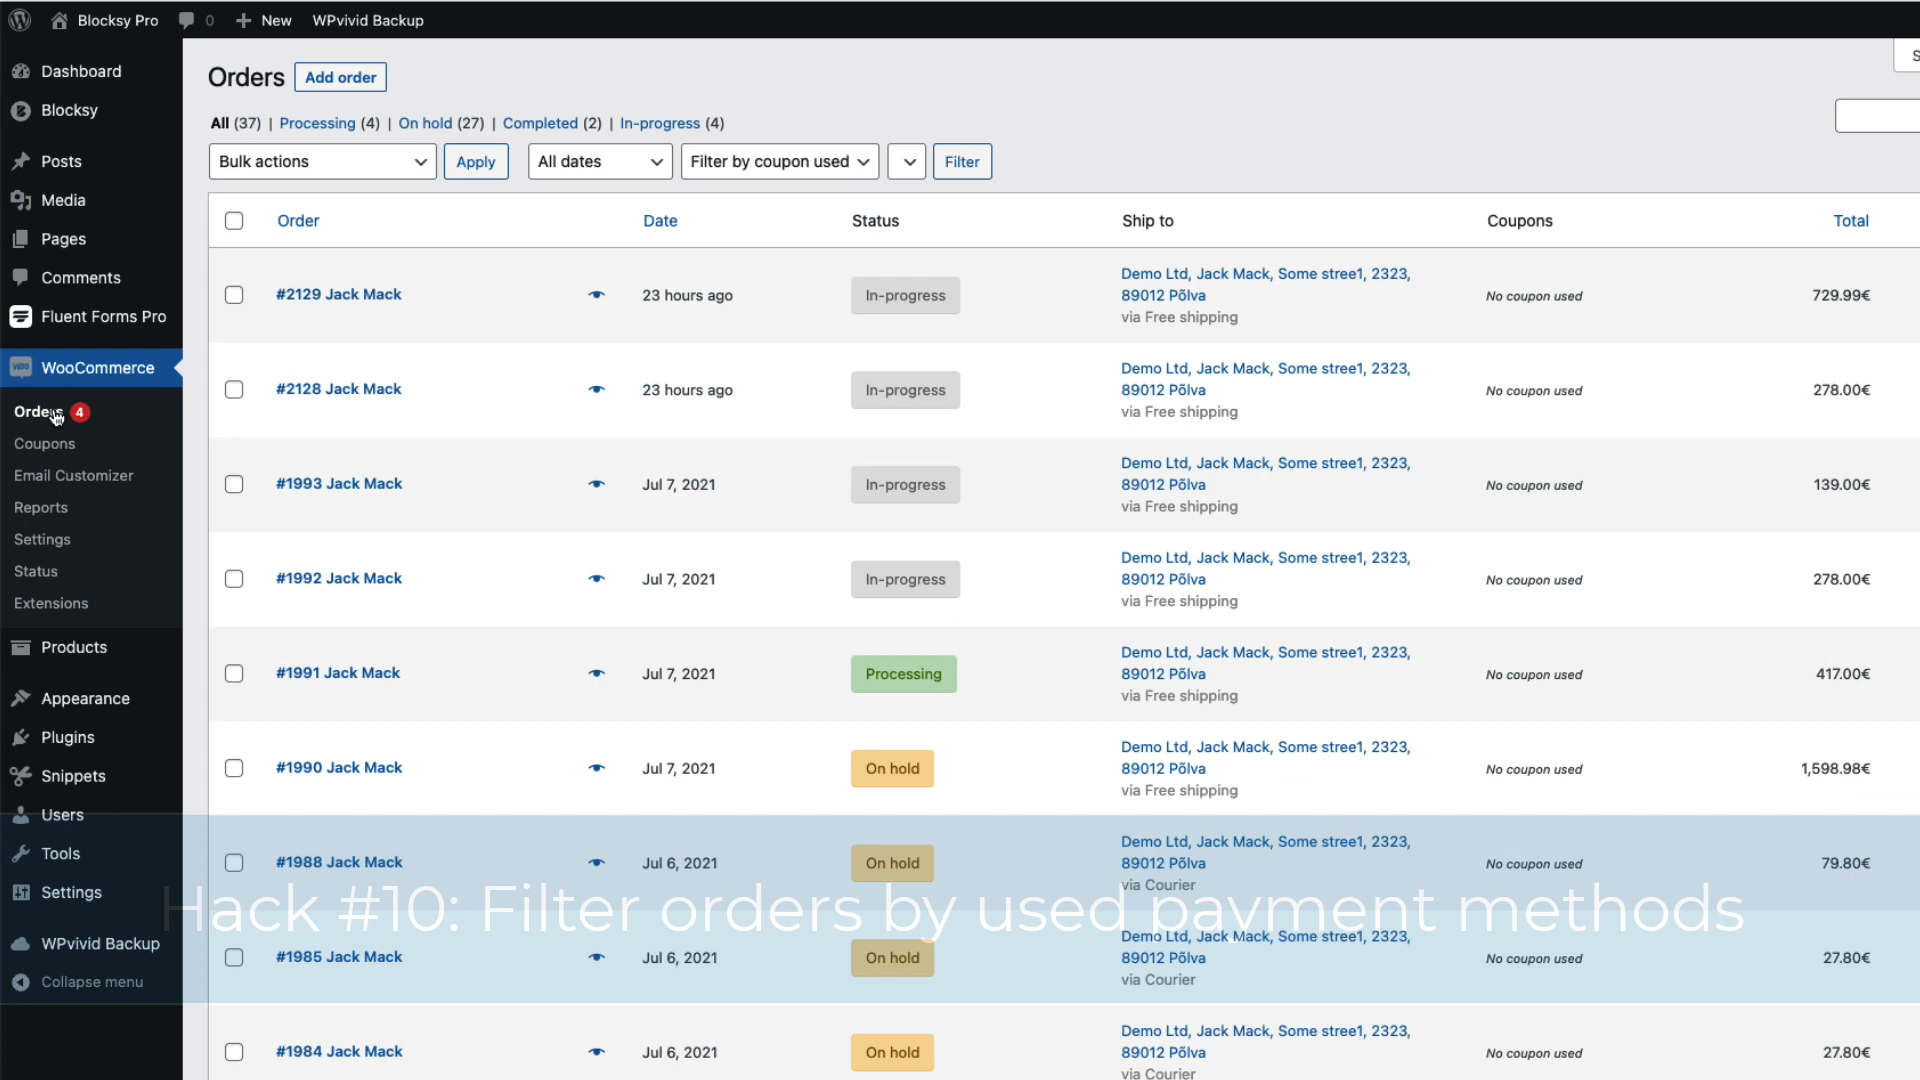 Blocksy Pro 0 New WPvivid Backup
Dashboard
Blocksy
Posts
Media
Pages
Comments
Fluent Forms Pro
WooCommerce
Orders 4
Coupons
Email Customizer
Reports
Settings
Status
Extensions
Products
Appearance
Plugins
Snippets
Users
Tools
Settings
WPvivid Backup
Collapse menu
Orders Add order
All (37) | Processing (4) | On hold (27) | Completed (2) | In-progress (4)
Bulk actions Apply All dates Filter by coupon used Filter
Order Date Status Ship to Coupons Total
#2129 Jack Mack 23 hours ago In-progress Demo Ltd, Jack Mack, Some stree1, 2323,
89012 Põlva
via Free shipping
No coupon used 729.99€
#2128 Jack Mack 23 hours ago In-progress Demo Ltd, Jack Mack, Some stree1, 2323,
89012 Põlva
via Free shipping
No coupon used 278.00€
#1993 Jack Mack Jul 7, 2021 In-progress Demo Ltd, Jack Mack, Some stree1, 2323,
89012 Põlva
via Free shipping
No coupon used 139.00€
#1992 Jack Mack Jul 7, 2021 In-progress Demo Ltd, Jack Mack, Some stree1, 2323,
89012 Põlva
via Free shipping
No coupon used 278.00€
#1991 Jack Mack Jul 7, 2021 Processing Demo Ltd, Jack Mack, Some stree1, 2323,
89012 Põlva
via Free shipping
No coupon used 417.00€
#1990 Jack Mack Jul 7, 2021 On hold Demo Ltd, Jack Mack, Some stree1, 2323,
89012 Põlva
via Free shipping
No coupon used 1,598.98€
#1988 Jack Mack Jul 6, 2021 On hold Demo Ltd, Jack Mack, Some stree1, 2323,
89012 Põlva
via Courier
No coupon used 79.80€
Hack #10: Filter orders by used payment methods
#1985 Jack Mack Jul 6, 2021 On hold Demo Ltd, Jack Mack, Some stree1, 2323,
89012 Põlva
via Courier
No coupon used 27.80€
#1984 Jack Mack Jul 6, 2021 On hold Demo Ltd, Jack Mack, Some stree1, 2323,
89012 Põlva
via Courier
No coupon used 27.80€